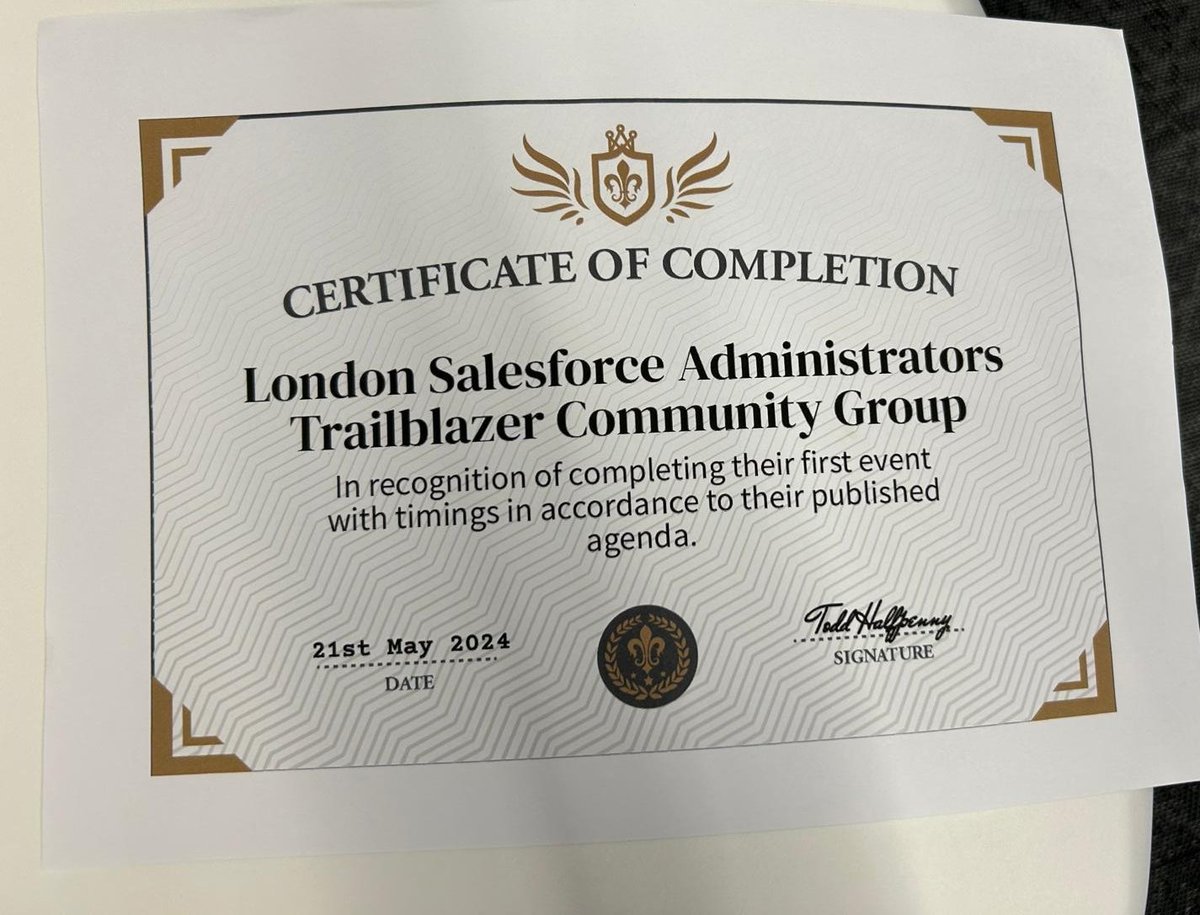 CERTIFICATE OF COMPLETION
London Salesforce Administrators
Trailblazer Community Group
In recognition of completing their first event
with timings in accordance to their published
agenda.
21st May 2024
DATE
Todd Halfpenny
SIGNATURE